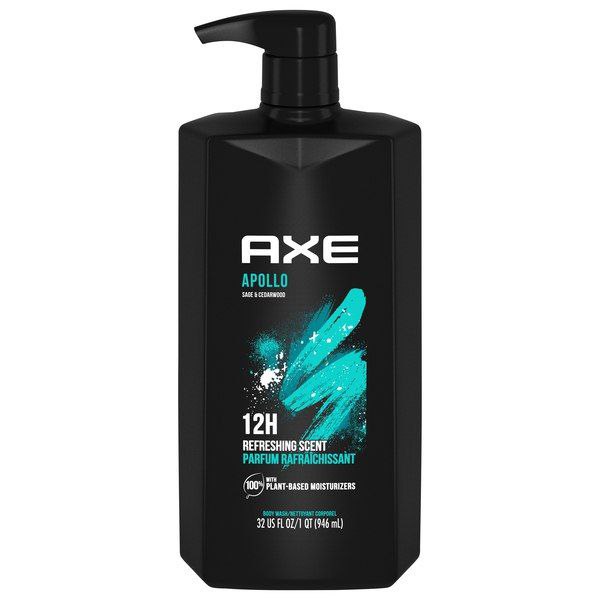 AXE
APOLLO
SAGE & CEDARWOOD
12H
REFRESHING SCENT
PARFUM RAFRAÎCHISSANT
100% WITH PLANT-BASED MOISTURIZERS
BODY WASH/NETTOYANT CORPOREL
32 US FL OZ/1 QT (946 mL)